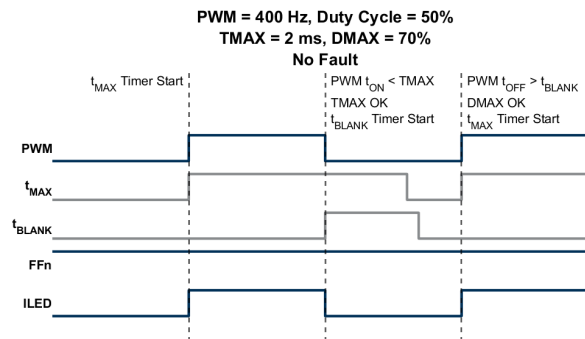 PWM = 400 Hz, Duty Cycle = 50%
TMAX = 2 ms, DMAX = 70%
No Fault
tMAX Timer Start
PWM tON < TMAX
TMAX OK
tBLANK Timer Start
PWM tOFF > tBLANK
DMAX OK
tMAX Timer Start
PWM
tMAX
tBLANK
FFn
ILED